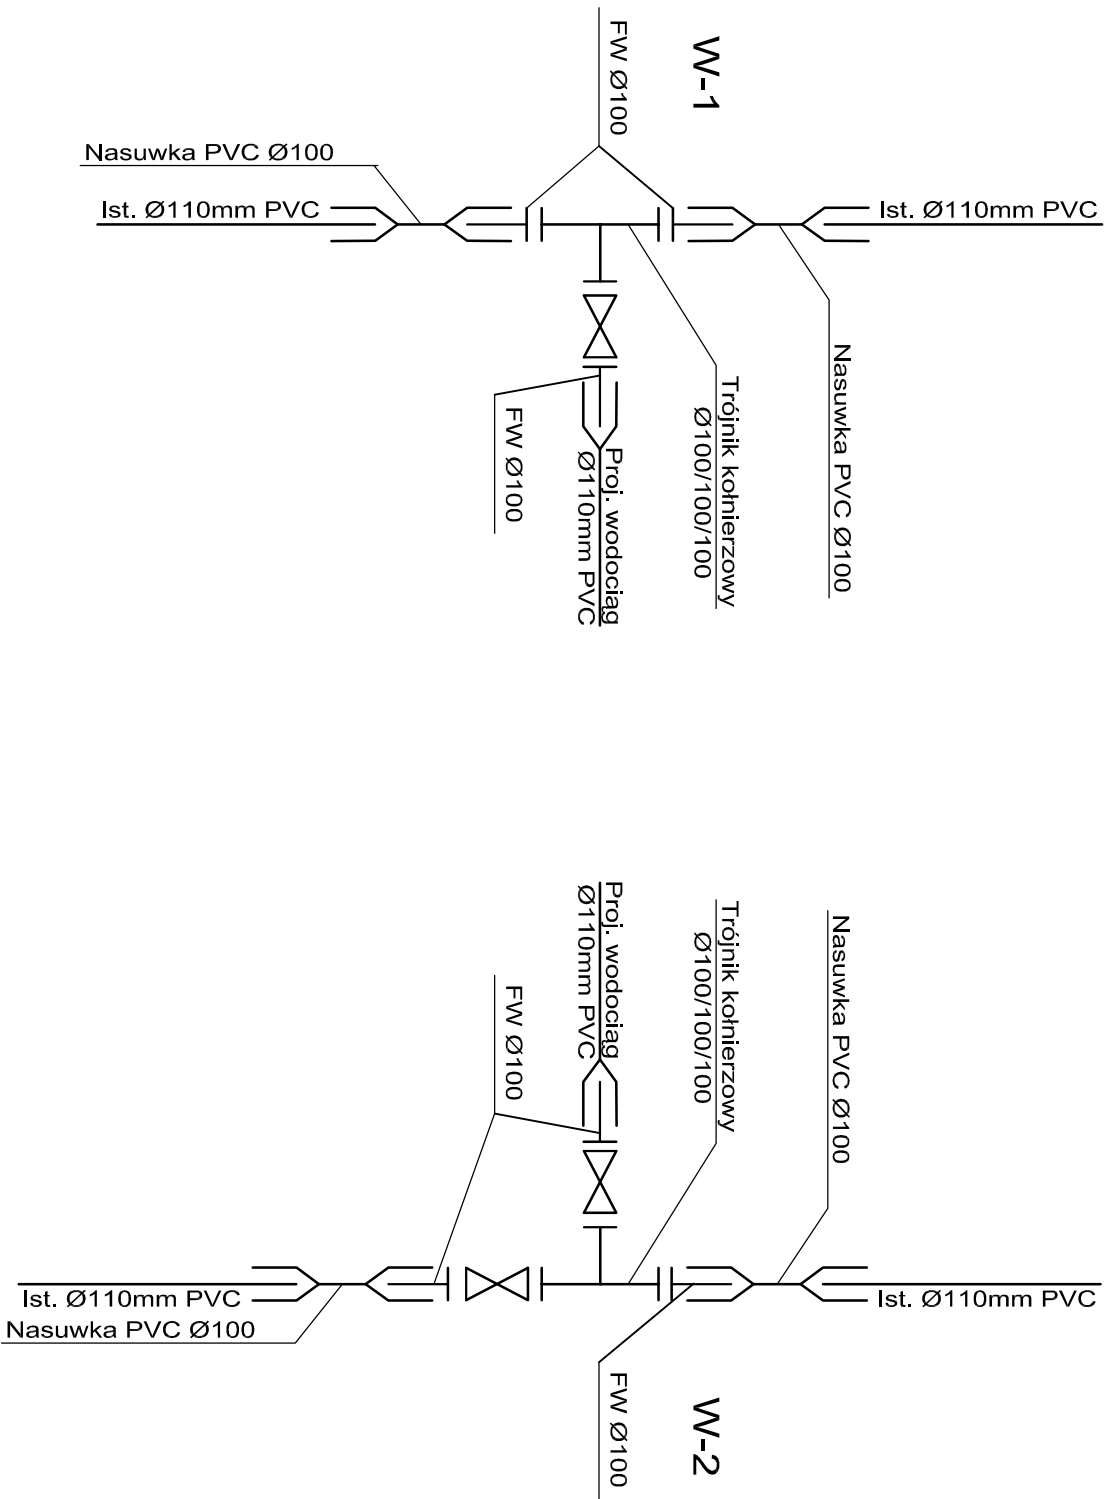 W-1
FW Ø100
Nasuwka PVC Ø100
Ist. Ø110mm PVC
Ist. Ø110mm PVC
Nasuwka PVC Ø100
Trójnik kołnierzowy
Ø100/100/100
FW Ø100
Proj. wodociąg
Ø110mm PVC
Proj. wodociąg
Ø110mm PVC
Trójnik kołnierzowy
Ø100/100/100
Nasuwka PVC Ø100
FW Ø100
Ist. Ø110mm PVC
Nasuwka PVC Ø100
Ist. Ø110mm PVC
FW Ø100
W-2